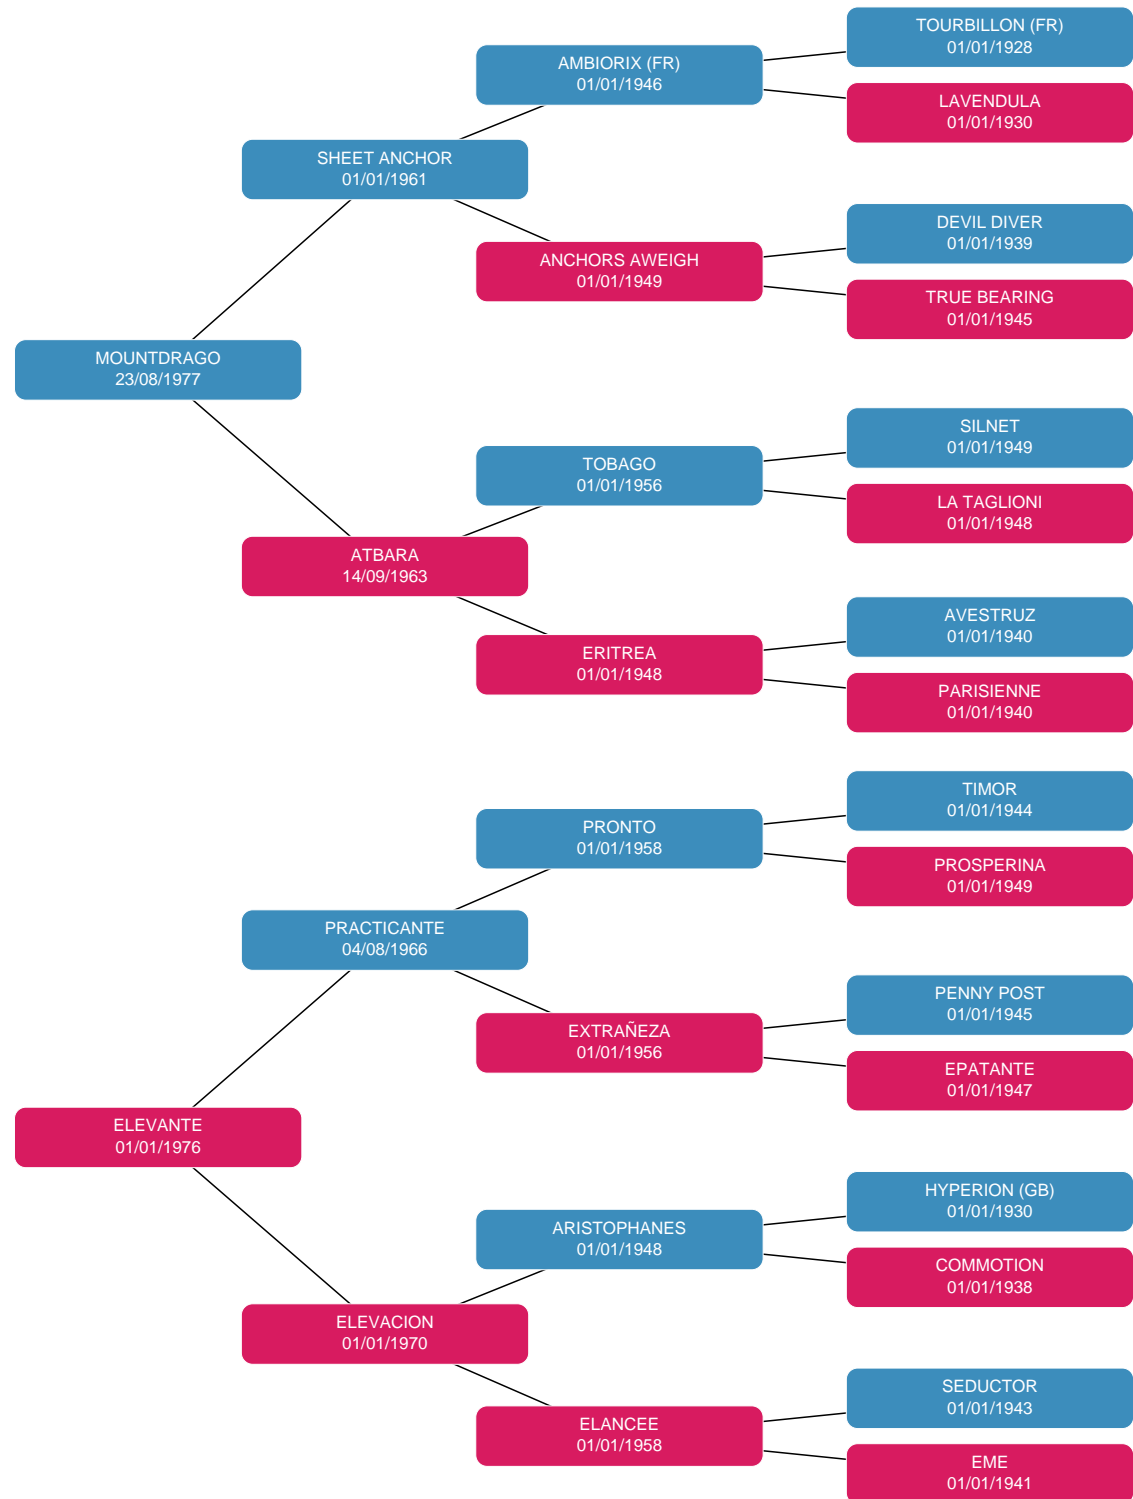 TOURBILLON (FR)
01/01/1928
AMBIORIX (FR)
01/01/1946
LAVENDULA
01/01/1930
SHEET ANCHOR
01/01/1961
DEVIL DIVER
01/01/1939
ANCHORS AWEIGH
01/01/1949
TRUE BEARING
01/01/1945
MOUNTDRAGO
23/08/1977
SILNET
01/01/1949
TOBAGO
01/01/1956
LA TAGLIONI
01/01/1948
ATBARA
14/09/1963
AVESTRUZ
01/01/1940
ERITREA
01/01/1948
PARISIENNE
01/01/1940
TIMOR
01/01/1944
PRONTO
01/01/1958
PROSPERINA
01/01/1949
PRACTICANTE
04/08/1966
PENNY POST
01/01/1945
EXTRAÑEZA
01/01/1956
EPATANTE
01/01/1947
ELEVANTE
01/01/1976
HYPERION (GB)
01/01/1930
ARISTOPHANES
01/01/1948
COMMOTION
01/01/1938
ELEVACION
01/01/1970
SEDUCTOR
01/01/1943
ELANCEE
01/01/1958
EME
01/01/1941